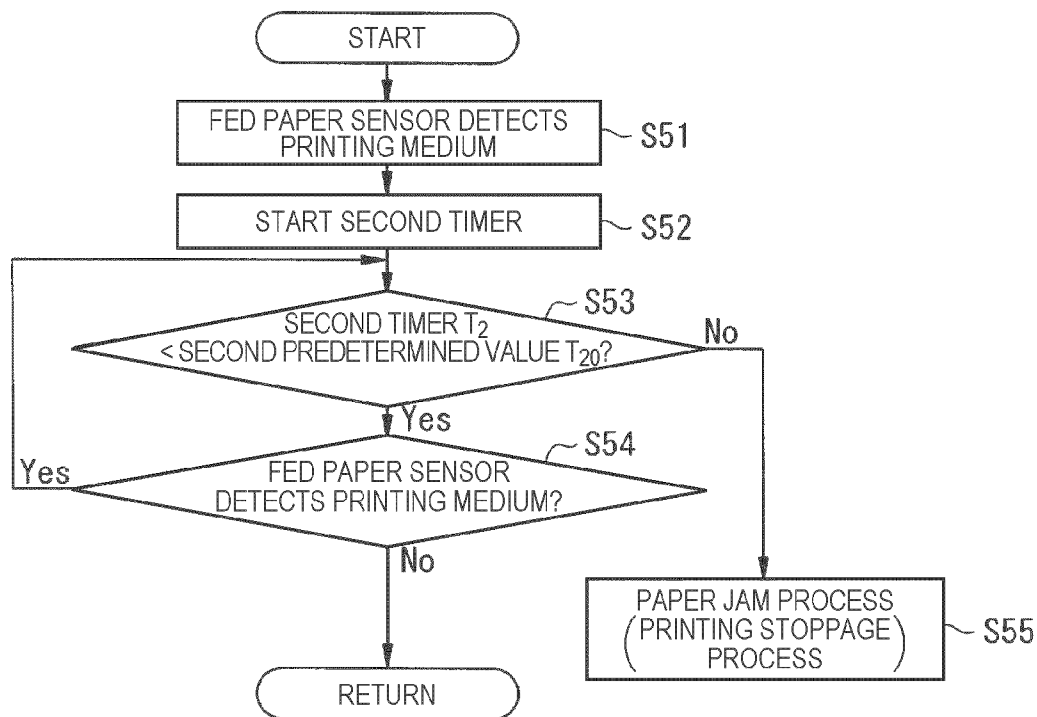 START
FED PAPER SENSOR DETECTS
PRINTING MEDIUM
S51
START SECOND TIMER
S52
S53
SECOND TIMER T2
< SECOND PREDETERMINED VALUE T20?
No
Yes
S54
Yes
FED PAPER SENSOR
DETECTS PRINTING MEDIUM?
No
PAPER JAM PROCESS
(PRINTING STOPPAGE)
PROCESS
S55
RETURN